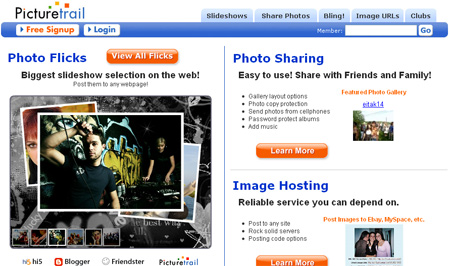 Picturetrail
Slideshows Share Photos Bling! Image URLs Clubs
Free Signup Login
Member: Go
Photo Flicks View All Flicks
Biggest slideshow selection on the web!
Post them to any webpage!
the best way
hi5 hi5 Blogger Friendster Picturetrail
Photo Sharing
Easy to use! Share with Friends and Family!
Gallery layout options
Photo copy protection
Send photos from cellphones
Password protect albums
Add music
Featured Photo Gallery
eitak14
Learn More
Image Hosting
Reliable service you can depend on.
Post to any site
Rock solid servers
Posting code options
Post Images to Ebay, MySpace, etc.
Learn More